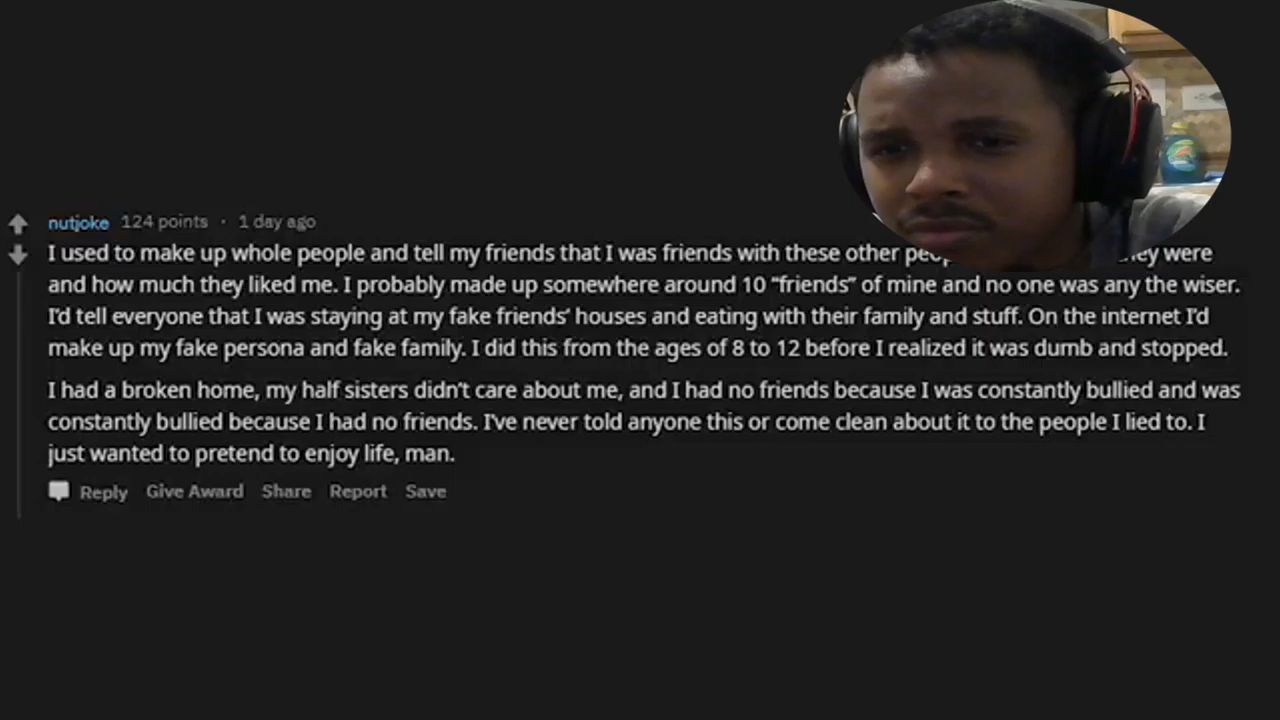 nutjoke 124 points · 1 day ago
I used to make up whole people and tell my friends that I was friends with these other they were
and how much they liked me. I probably made up somewhere around 10 “friends” of mine and no one was any the wiser.
I’d tell everyone that I was staying at my fake friends’ houses and eating with their family and stuff. On the internet I’d
make up my fake persona and fake family. I did this from the ages of 8 to 12 before I realized it was dumb and stopped.
I had a broken home, my half sisters didn’t care about me, and I had no friends because I was constantly bullied and was
constantly bullied because I had no friends. I’ve never told anyone this or come clean about it to the people I lied to. I
just wanted to pretend to enjoy life, man.
Reply Give Award Share Report Save